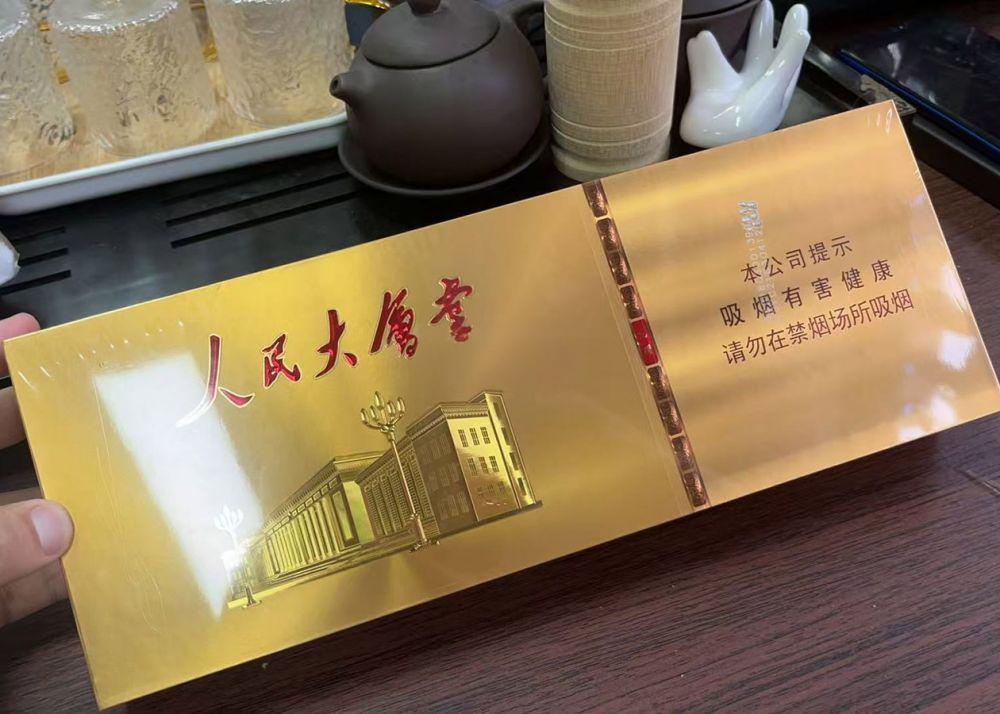 人民大會堂
本公司提示
吸烟有害健康
请勿在禁烟场所吸烟